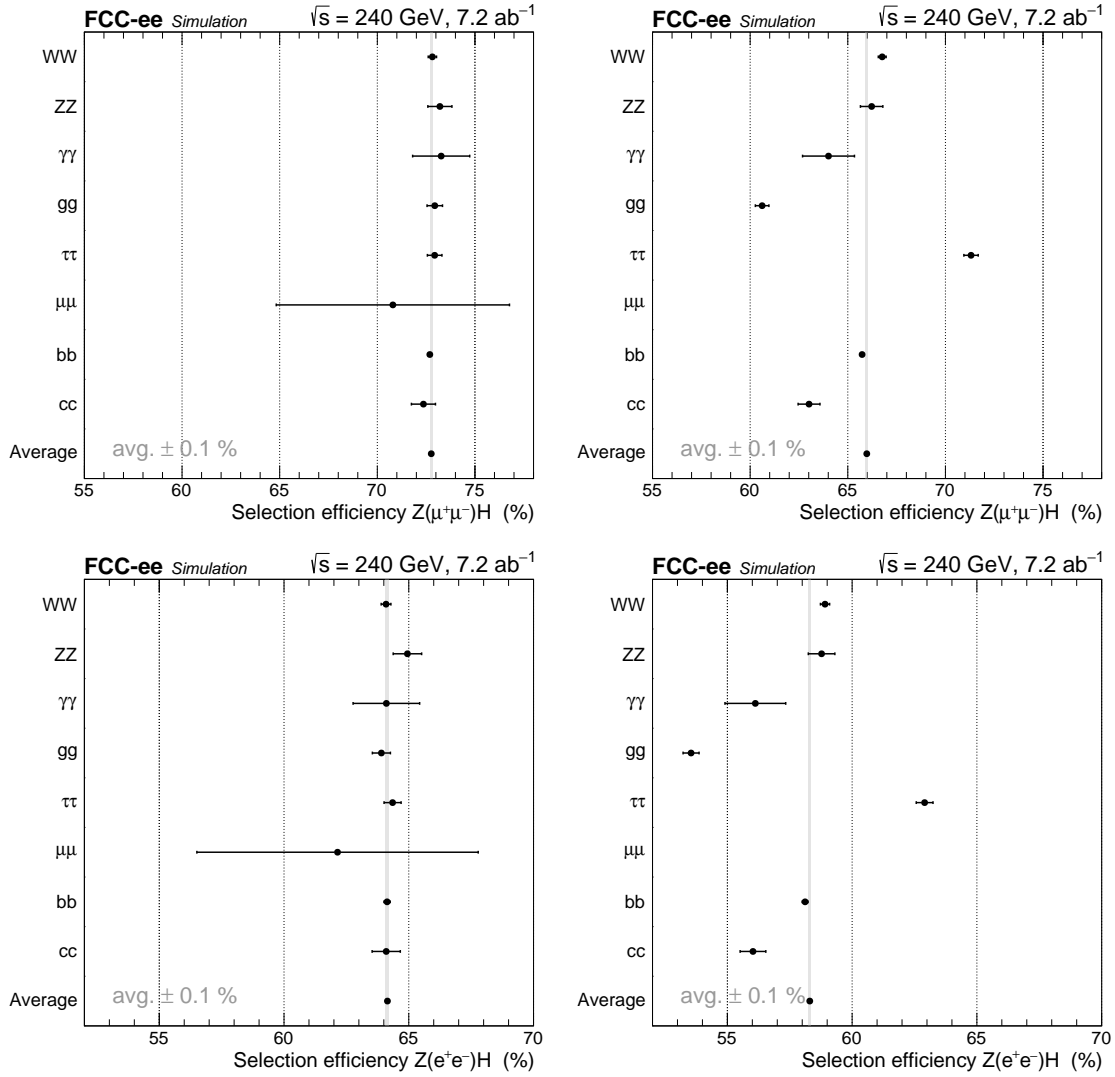 FCC-ee Simulation √s = 240 GeV, 7.2 ab⁻¹
WW
ZZ
γγ
gg
ττ
μμ
bb
cc
Average
avg. ± 0.1 %
55 60 65 70 75 78
Selection efficiency Z(μ⁺μ⁻)H (%)
FCC-ee Simulation √s = 240 GeV, 7.2 ab⁻¹
WW
ZZ
γγ
gg
ττ
μμ
bb
cc
Average
avg. ± 0.1 %
55 60 65 70 75 78
Selection efficiency Z(μ⁺μ⁻)H (%)
FCC-ee Simulation √s = 240 GeV, 7.2 ab⁻¹
WW
ZZ
γγ
gg
ττ
μμ
bb
cc
Average
avg. ± 0.1 %
55 60 65 70
Selection efficiency Z(e⁺e⁻)H (%)
FCC-ee Simulation √s = 240 GeV, 7.2 ab⁻¹
WW
ZZ
γγ
gg
ττ
μμ
bb
cc
Average
avg. ± 0.1 %
55 60 65 70
Selection efficiency Z(e⁺e⁻)H (%)